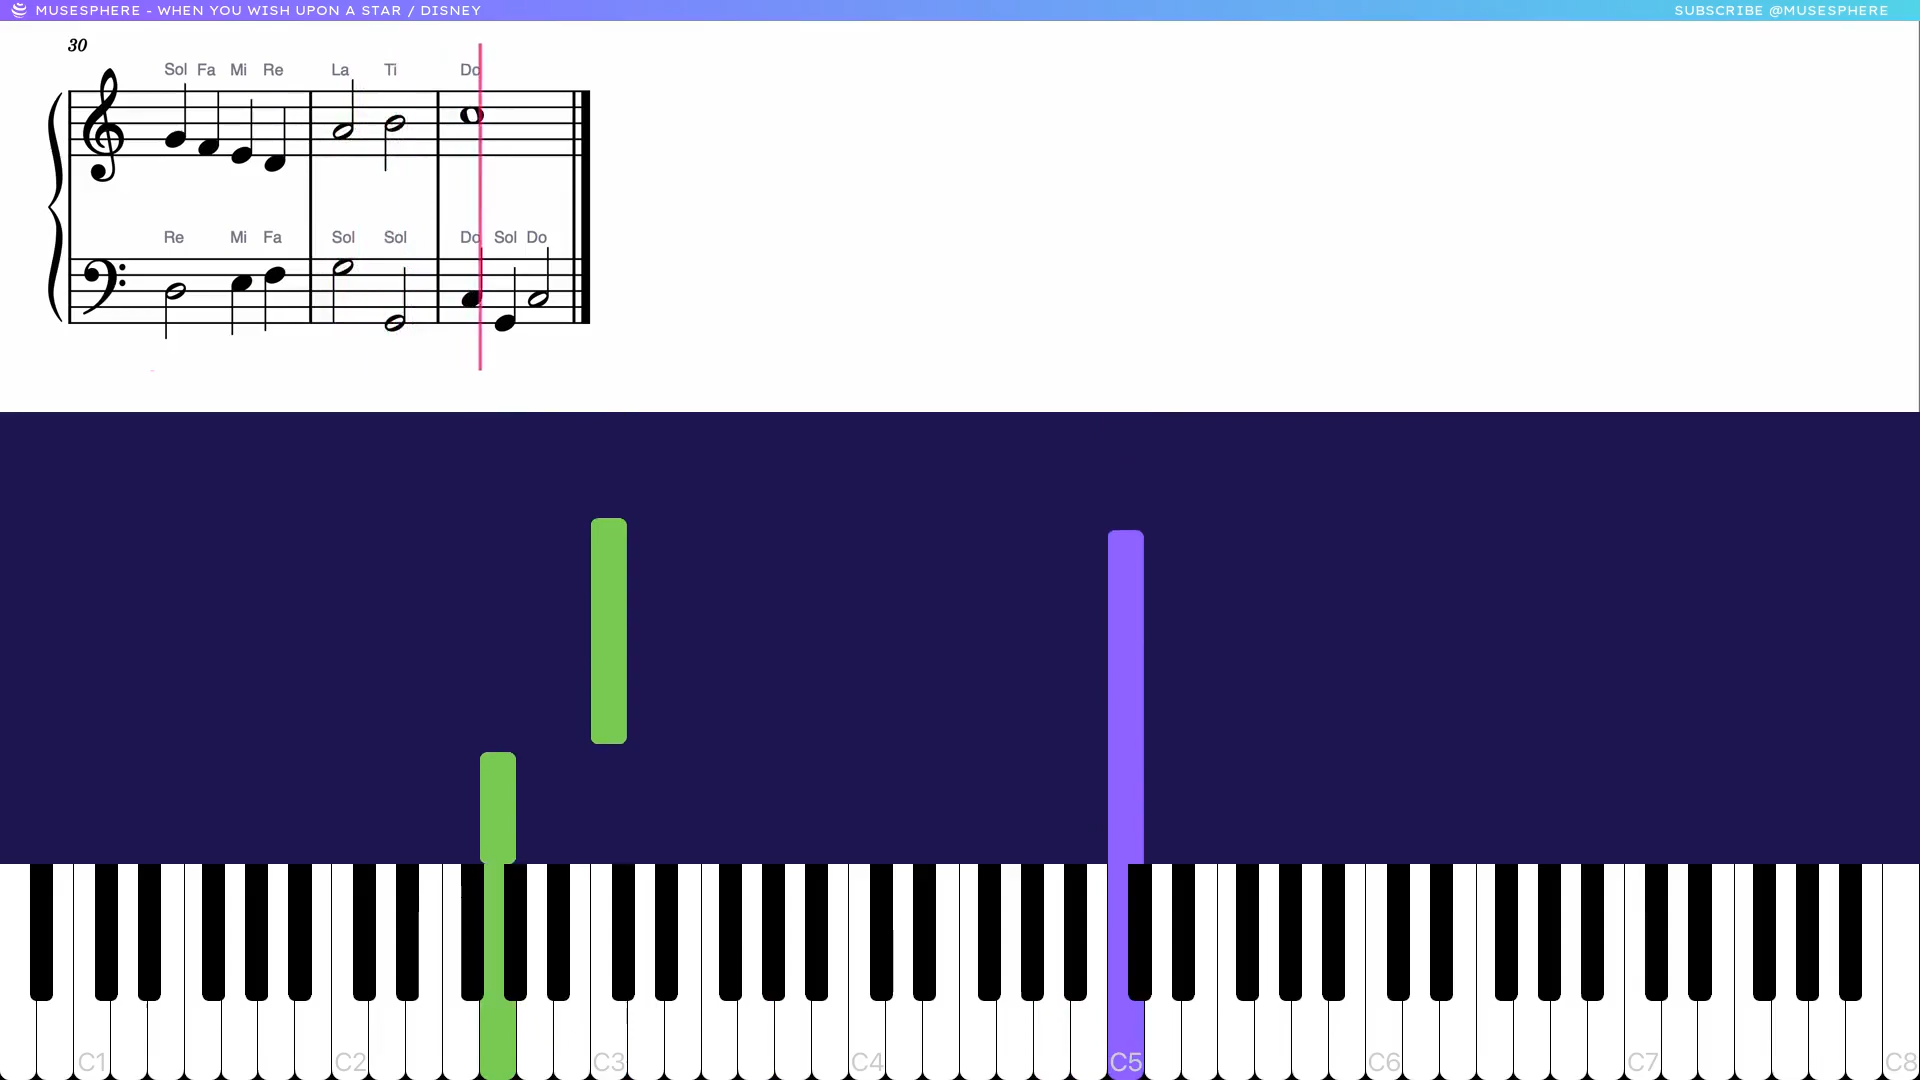 MUSESPHERE - WHEN YOU WISH UPON A STAR / DISNEY
SUBSCRIBE @MUSESPHERE
30
Sol Fa Mi Re La Ti Do
Re Mi Fa Sol Sol Do Sol Do
C1 C2 C3 C4 C5 C6 C7 C8